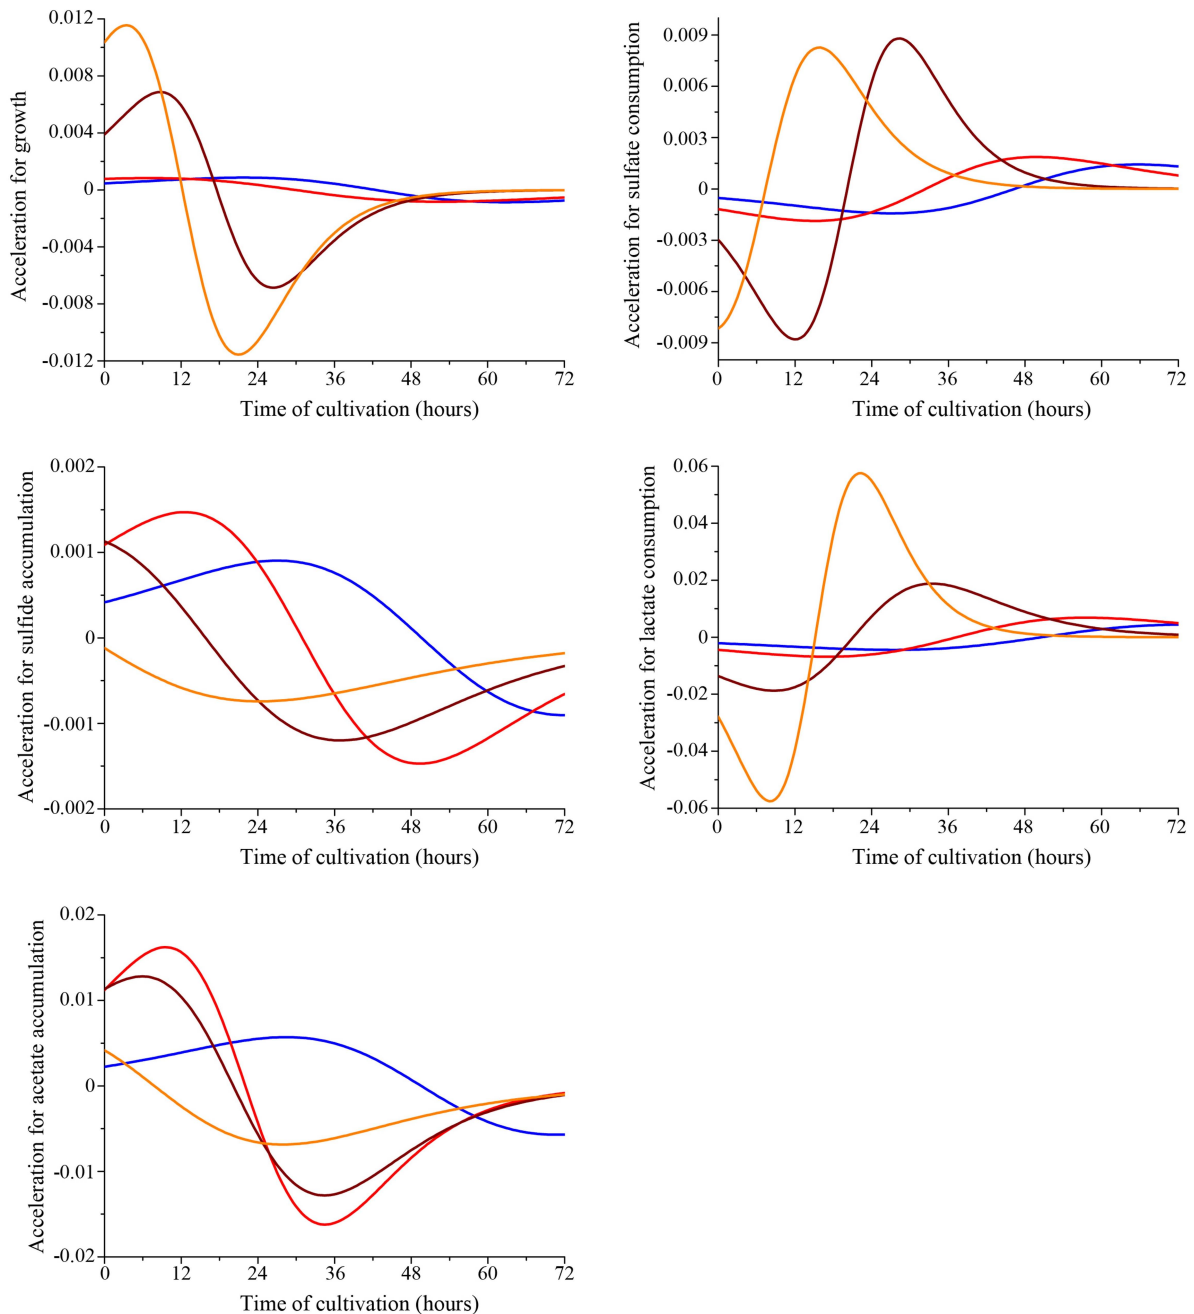 Acceleration for growth
0.012
0.008
0.004
0
-0.004
-0.008
-0.012
0 12 24 36 48 60 72
Time of cultivation (hours)
Acceleration for sulfate consumption
0.009
0.006
0.003
0
-0.003
-0.006
-0.009
0 12 24 36 48 60 72
Time of cultivation (hours)
Acceleration for sulfide accumulation
0.002
0.001
0
-0.001
-0.002
0 12 24 36 48 60 72
Time of cultivation (hours)
Acceleration for lactate consumption
0.06
0.04
0.02
0
-0.02
-0.04
-0.06
0 12 24 36 48 60 72
Time of cultivation (hours)
Acceleration for acetate accumulation
0.02
0.01
0
-0.01
-0.02
0 12 24 36 48 60 72
Time of cultivation (hours)